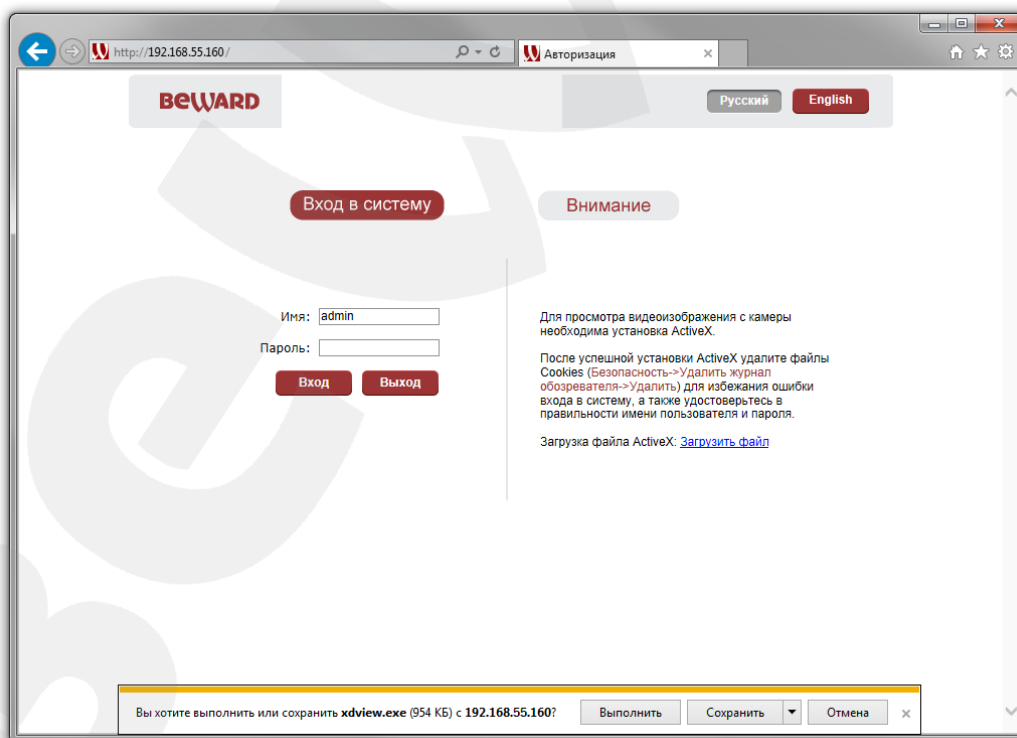 http://192.168.55.160/
Авторизация
BEWARD
Русский
English
Вход в систему
Внимание
Имя: admin
Пароль:
Вход
Выход
Для просмотра видеоизображения с камеры
необходима установка ActiveX.
После успешной установки ActiveX удалите файлы
Cookies (Безопасность->Удалить журнал
обозревателя->Удалить) для избежания ошибки
входа в систему, а также удостоверьтесь в
правильности имени пользователя и пароля.
Загрузка файла ActiveX: Загрузить файл
Вы хотите выполнить или сохранить xdview.exe (954 КБ) с 192.168.55.160?
Выполнить
Сохранить
Отмена